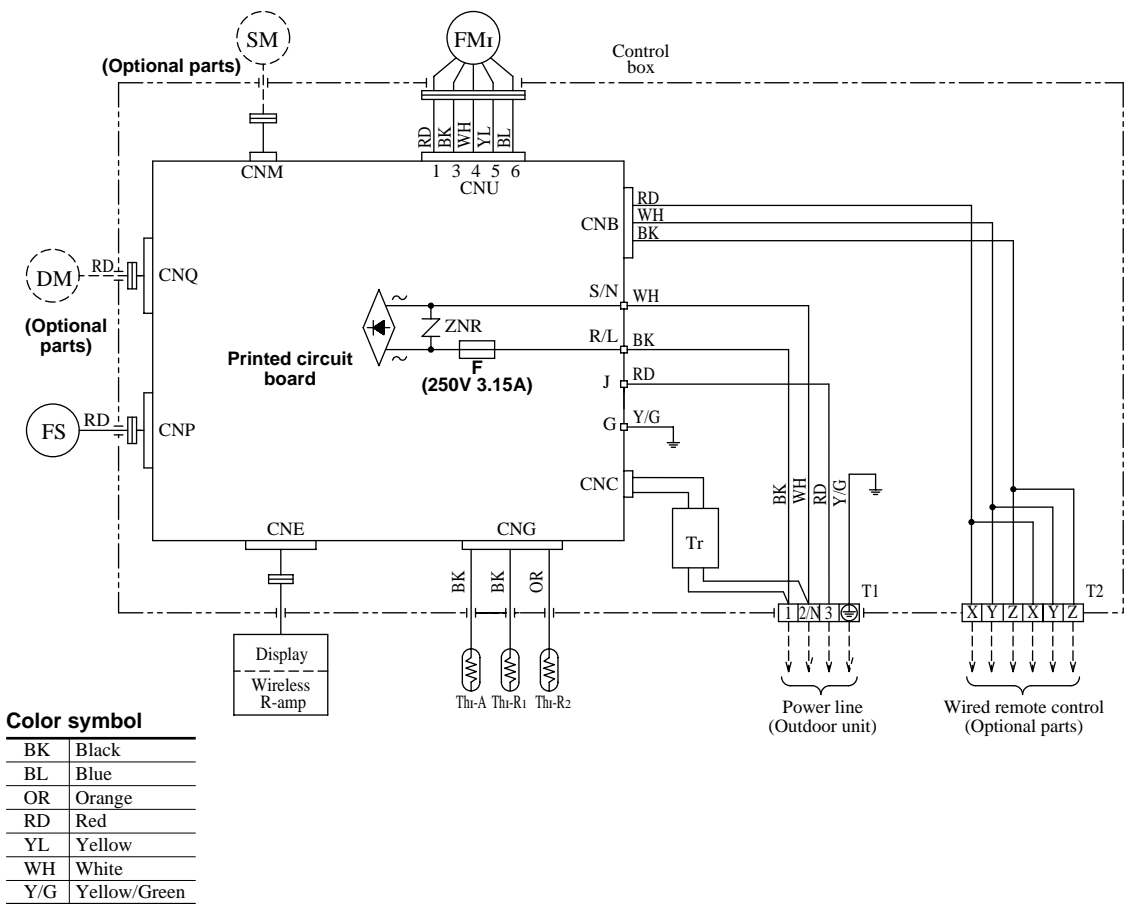 SM
(Optional parts)
FMI
Control
box
RD
BK
WH
YL
BL
CNM
1 3 4 5 6
CNU
CNB
RD
WH
BK
DM
RD
CNQ
(Optional
parts)
S/N
WH
ZNR
R/L
BK
Printed circuit
board
F
(250V 3.15A)
J
RD
G
Y/G
FS
RD
CNP
CNC
BK
WH
RD
Y/G
CNE
CNG
Tr
BK
BK
OR
T1
T2
1 2/N 3
X Y Z X Y Z
Display
Wireless
R-amp
ThI-A ThI-R1 ThI-R2
Power line
(Outdoor unit)
Wired remote control
(Optional parts)
Color symbol
BK Black
BL Blue
OR Orange
RD Red
YL Yellow
WH White
Y/G Yellow/Green